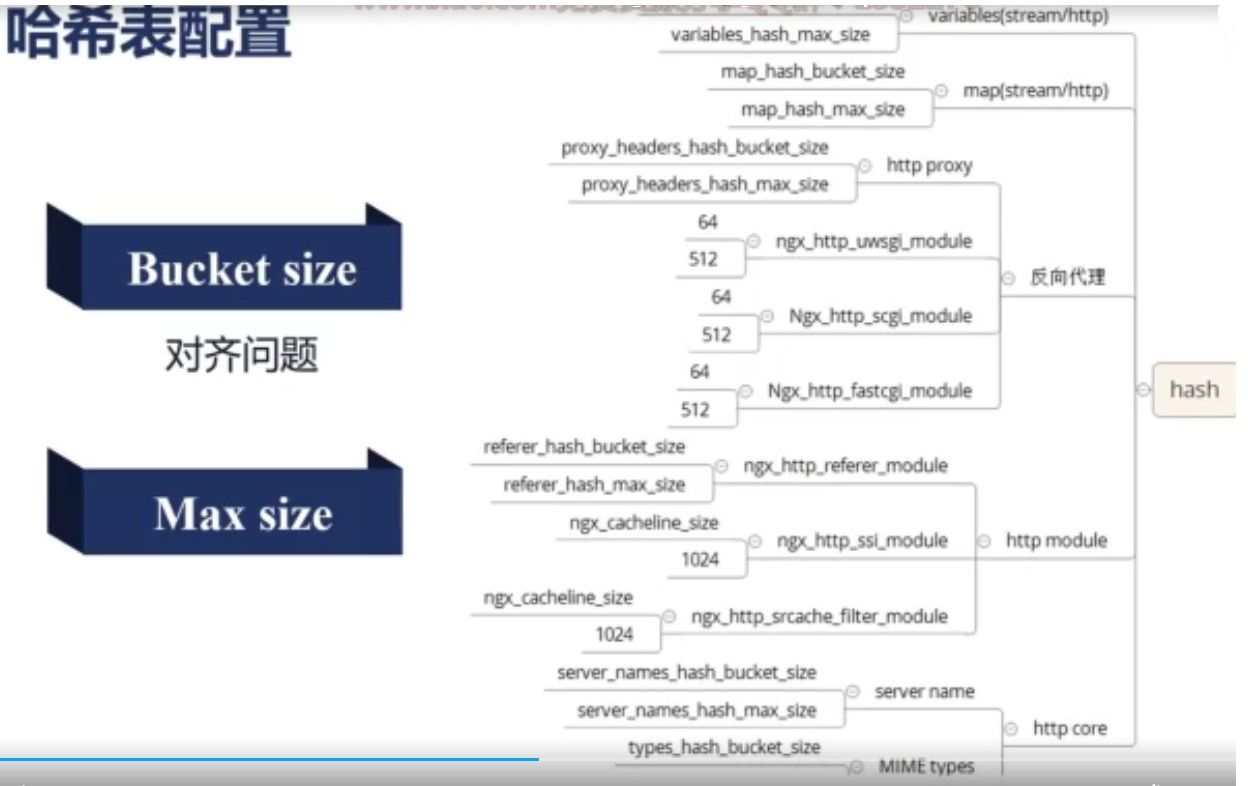 哈希表配置
variables(stream/http)
variables_hash_max_size
map_hash_bucket_size
map(stream/http)
map_hash_max_size
proxy_headers_hash_bucket_size
http proxy
proxy_headers_hash_max_size
64
ngx_http_uwsgi_module
512
Bucket size
反向代理
64
Ngx_http_scgi_module
512
对齐问题
64
Ngx_http_fastcgi_module
512
hash
referer_hash_bucket_size
ngx_http_referer_module
referer_hash_max_size
Max size
ngx_cacheline_size
ngx_http_ssi_module
http module
1024
ngx_cacheline_size
ngx_http_srcache_filter_module
1024
server_names_hash_bucket_size
server name
server_names_hash_max_size
http core
types_hash_bucket_size
MIME types